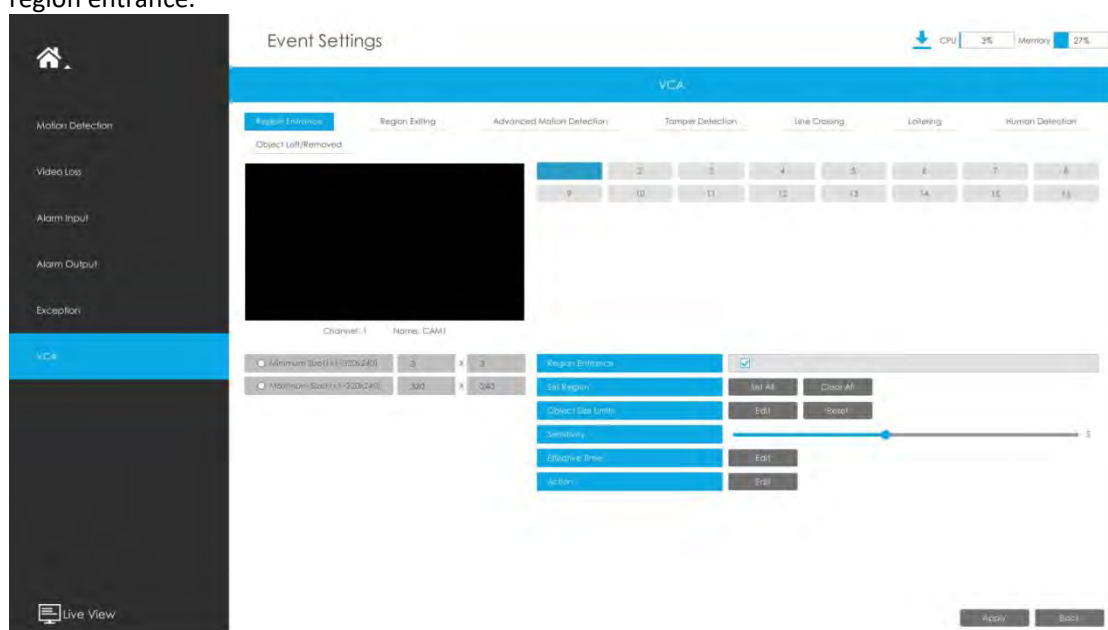 region entrance.
Event Settings
CPU 3% Memory 27%
VCA
Motion Detection
Video Loss
Alarm Input
Alarm Output
Exception
VCA
Live View
Region Entrance Region Exiting Advanced Motion Detection Tamper Detection Line Crossing Loitering Human Detection
Object Left/Removed
2 3 4 5 6 7 8
9 10 11 12 13 14 15 16
Channel: 1 Name: CAM1
Minimum Size(1x1-320x240) 3 X 3
Maximum Size(1x1-320x240) 320 X 240
Region Entrance
Set Region Set All Clear All
Object Size Limits Edit Reset
Sensitivity 5
Effective Time Edit
Action Edit
Apply Back